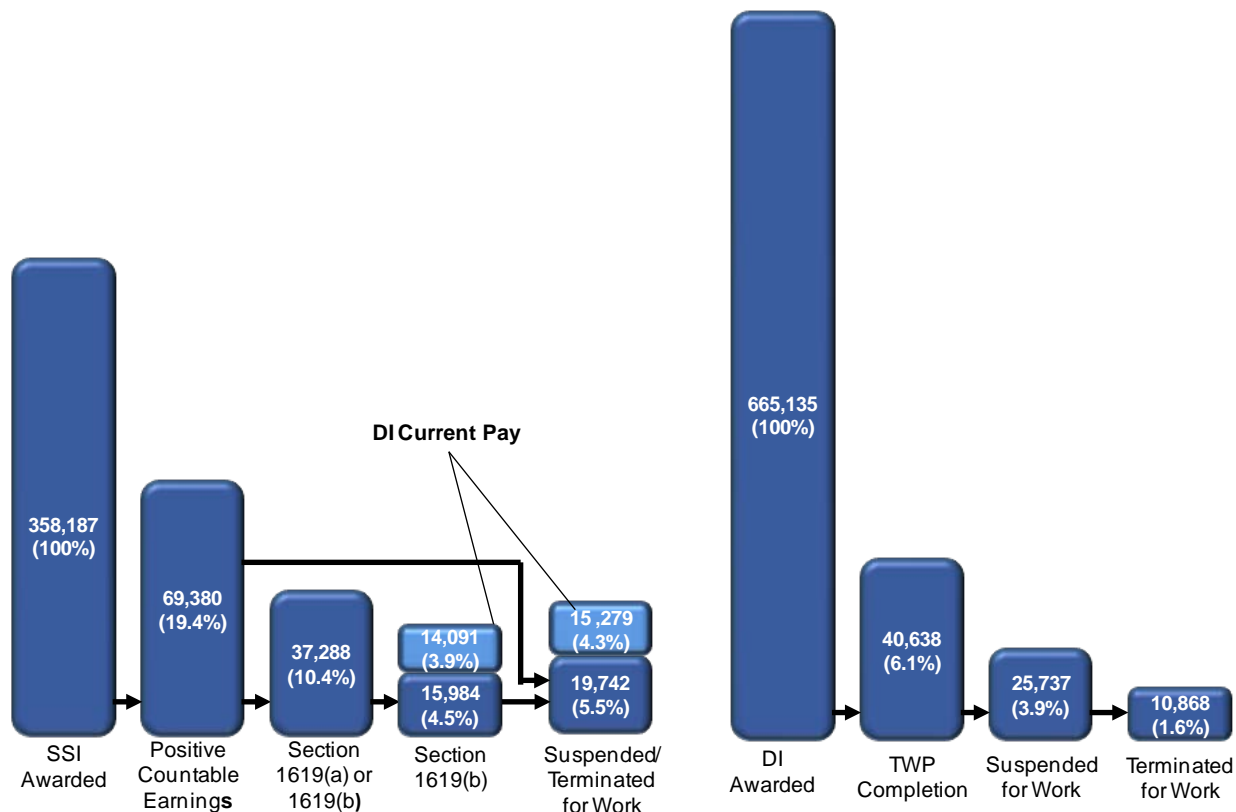 DI Current Pay
358,187
(100%)
69,380
(19.4%)
37,288
(10.4%)
14,091
(3.9%)
15,984
(4.5%)
15,279
(4.3%)
19,742
(5.5%)
SSI
Awarded
Positive
Countable
Earnings
Section
1619(a) or
1619(b)
Section
1619(b)
Suspended/
Terminated
for Work
665,135
(100%)
40,638
(6.1%)
25,737
(3.9%)
10,868
(1.6%)
DI
Awarded
TWP
Completion
Suspended
for Work
Terminated
for Work